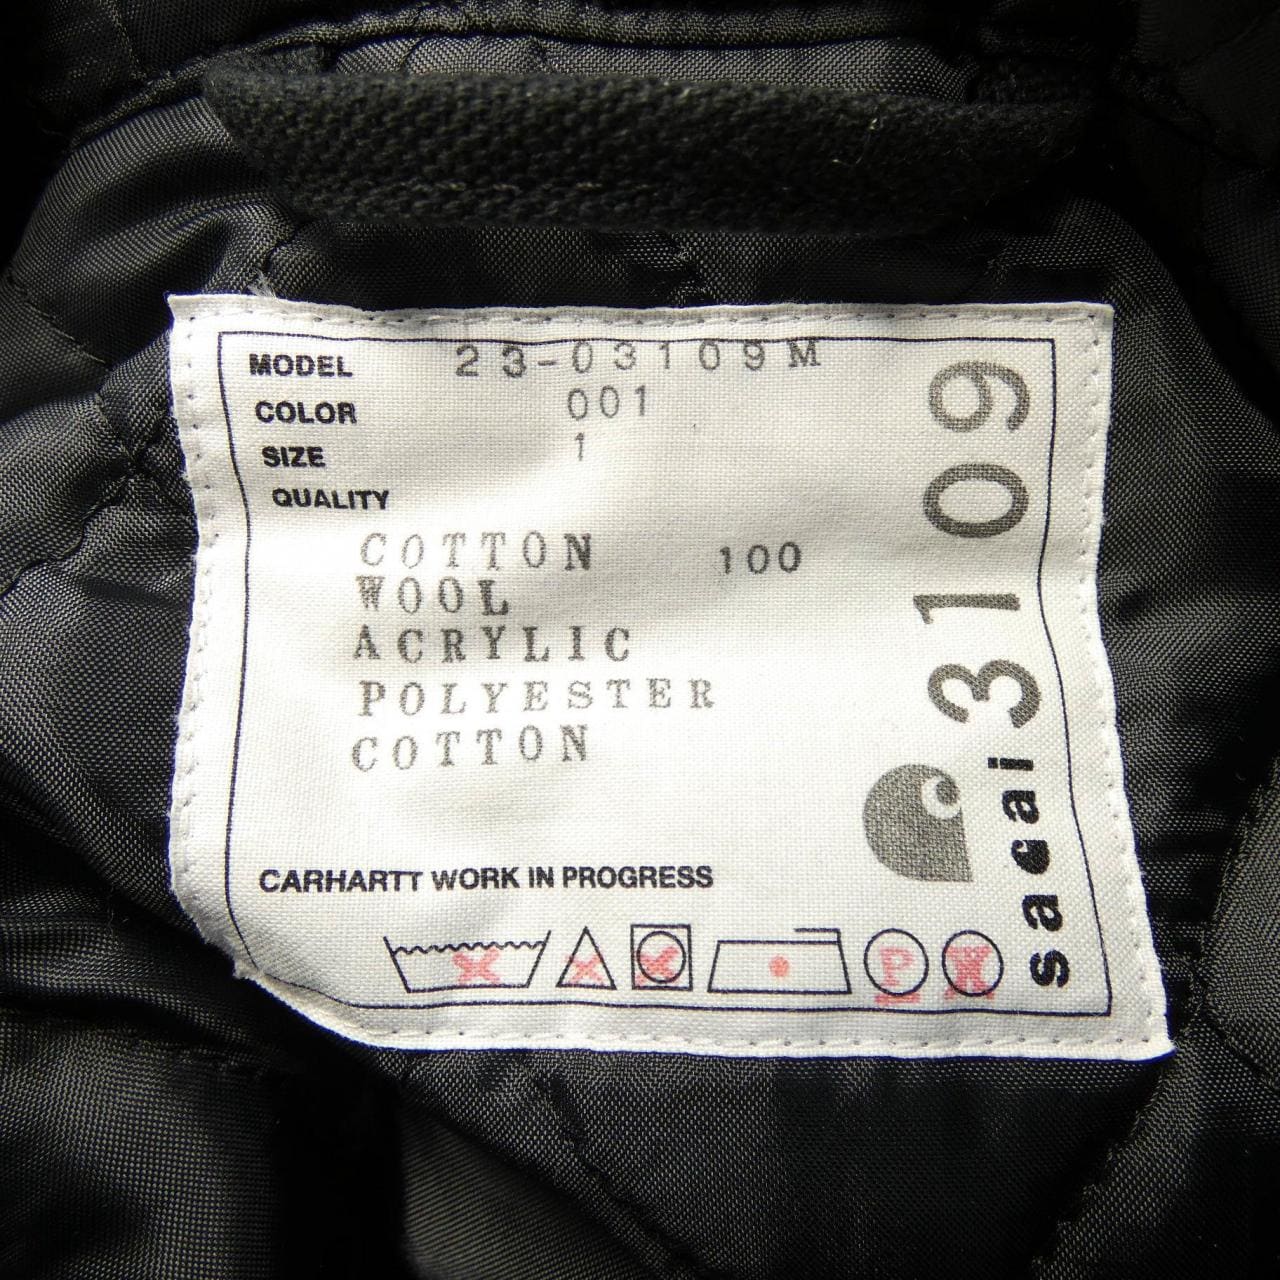 MODEL 23-03109M
COLOR 001
SIZE 1
QUALITY
COTTON 100
WOOL
ACRYLIC
POLYESTER
COTTON
CARHARTT WORK IN PROGRESS
P W
sacai 3109